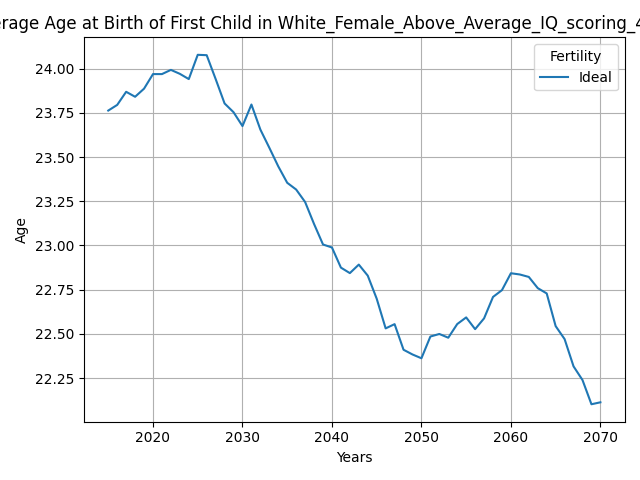 Average Age at Birth of First Child in White_Female_Above_Average_IQ_scoring_4
Fertility
Ideal
24.00
23.75
23.50
23.25
23.00
22.75
22.50
22.25
Age
2020 2030 2040 2050 2060 2070
Years